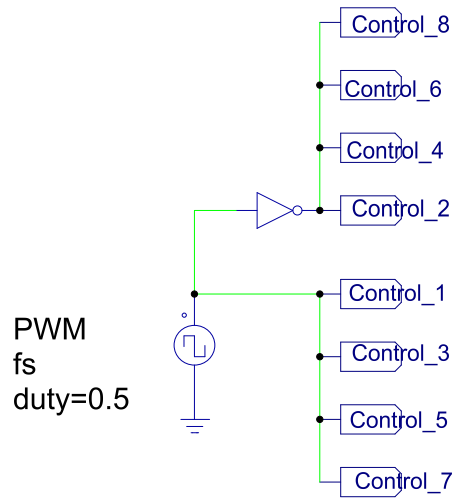 Control_8
Control_6
Control_4
Control_2
Control_1
Control_3
Control_5
Control_7
PWM
fs
duty=0.5